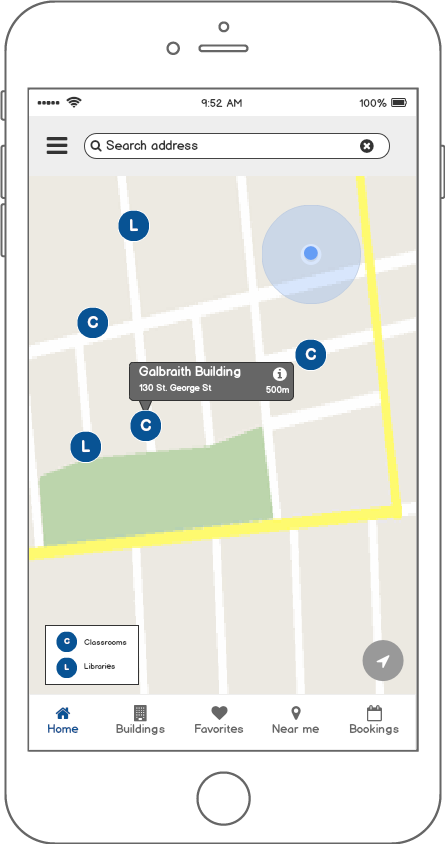 9:52 AM
100%
Search address
L
C
C
Galbraith Building
130 St. George St
500m
C
L
C Classrooms
L Libraries
Home
Buildings
Favorites
Near me
Bookings